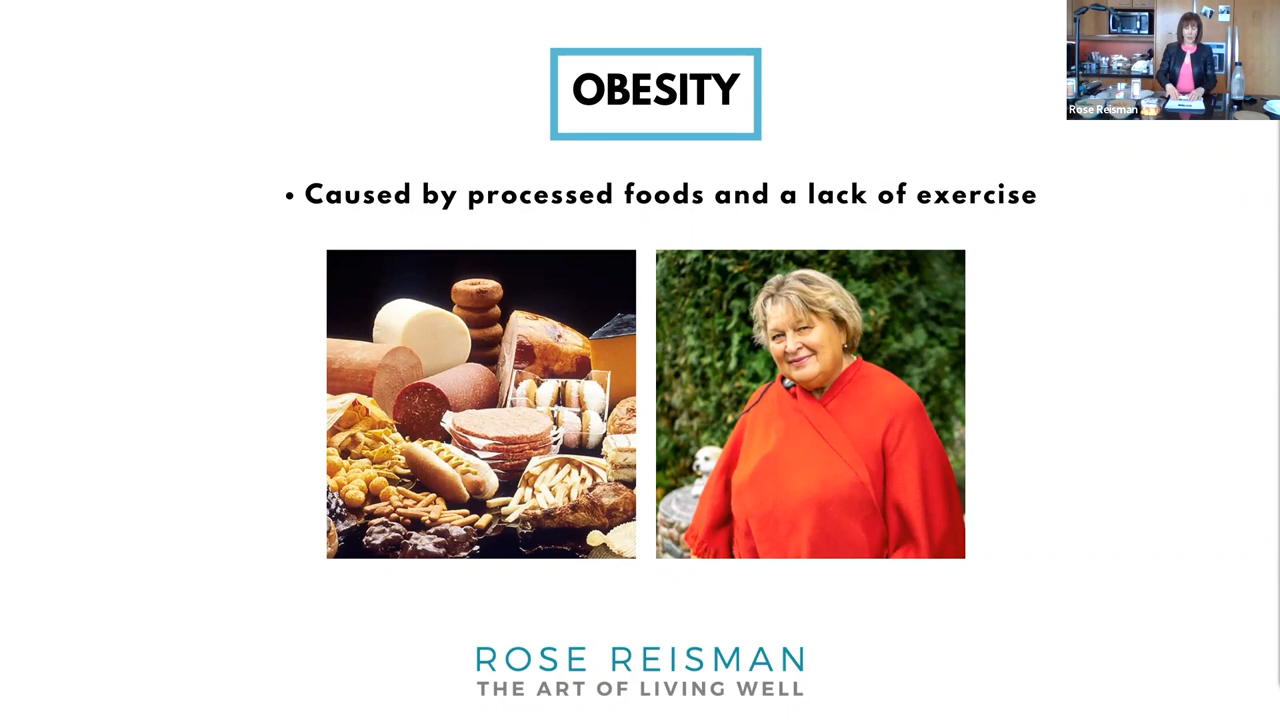 OBESITY
• Caused by processed foods and a lack of exercise
Rose Reisman
ROSE REISMAN
THE ART OF LIVING WELL